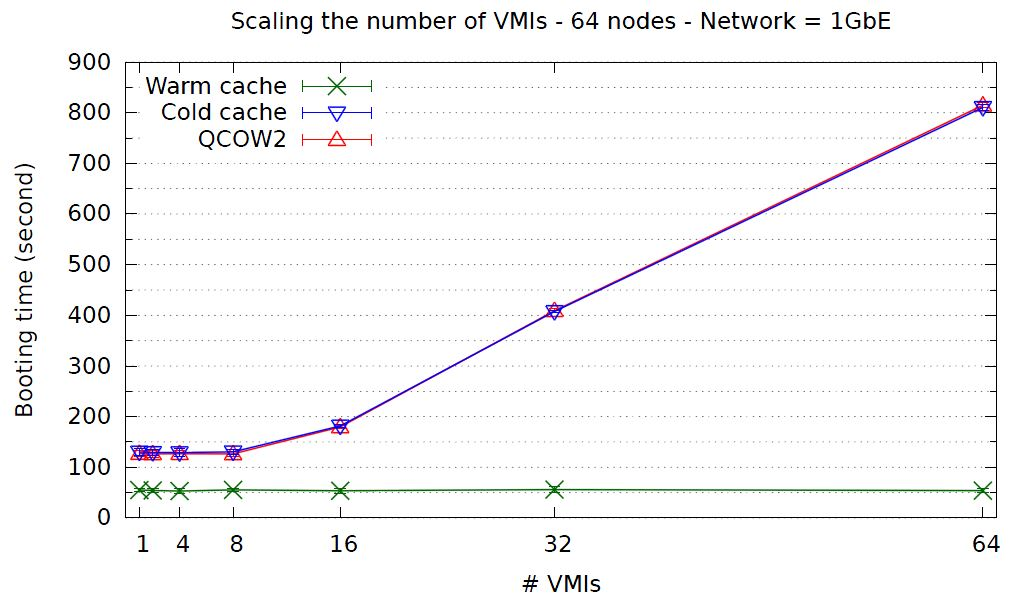 Scaling the number of VMIs - 64 nodes - Network = 1GbE
900
800
700
600
500
400
300
200
100
0
Booting time (second)
Warm cache
Cold cache
QCOW2
1 4 8 16 32 64
# VMIs